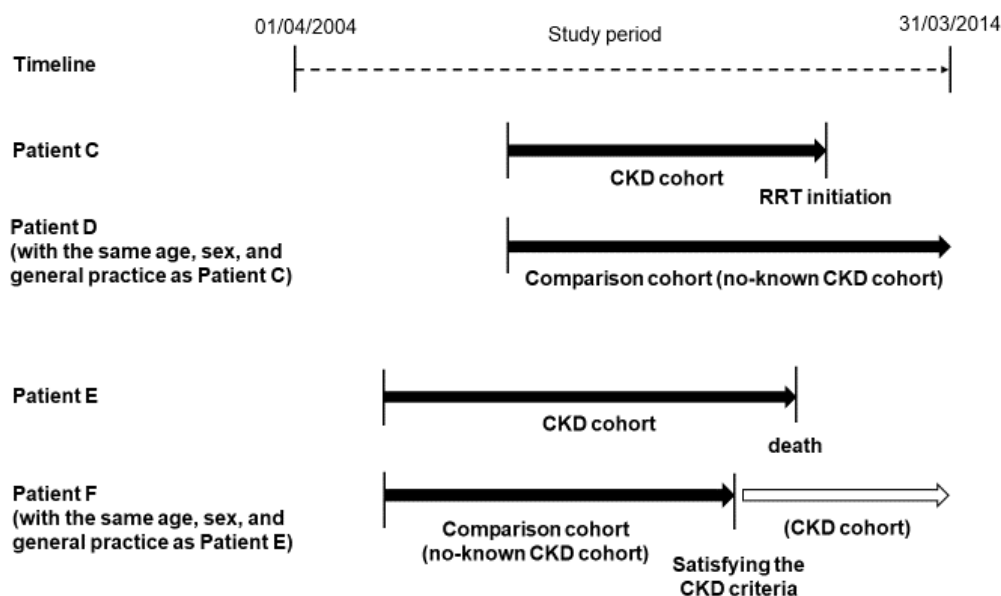 01/04/2004
Study period
31/03/2014
Timeline
Patient C
CKD cohort
RRT initiation
Patient D
(with the same age, sex, and
general practice as Patient C)
Comparison cohort (no-known CKD cohort)
Patient E
CKD cohort
death
Patient F
(with the same age, sex, and
general practice as Patient E)
Comparison cohort
(no-known CKD cohort)
(CKD cohort)
Satisfying the
CKD criteria